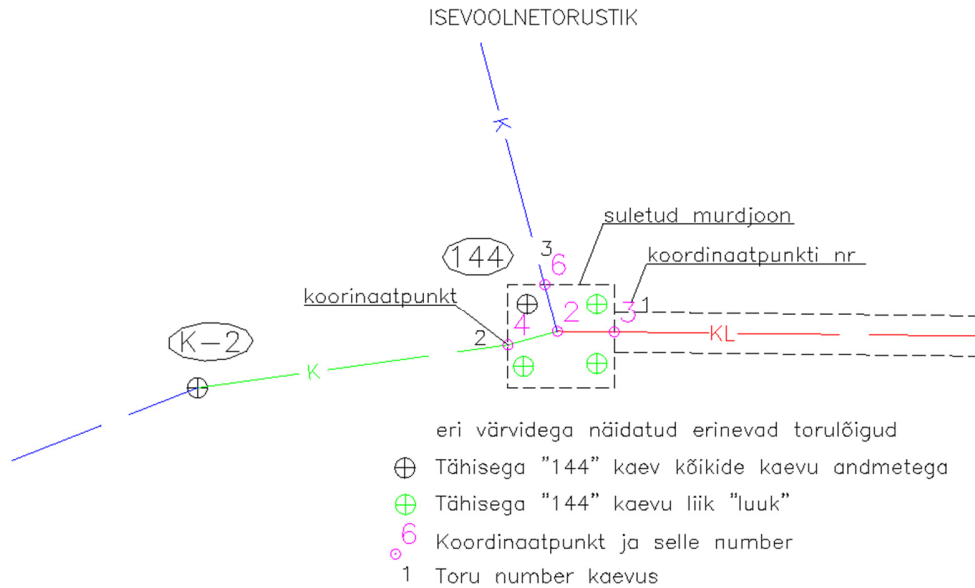 ISEVOOLNETORUSTIK
K
suletud murdjoon
3
144
6
koordinaatpunkti nr
koorinaatpunkt
4
2
3
1
2
K-2
KL
K
eri värvidega näidatud erinevad torulõigud
Tähisega "144" kaev kõikide kaevu andmetega
Tähisega "144" kaevu liik "luuk"
6 Koordinaatpunkt ja selle number
1 Toru number kaevus